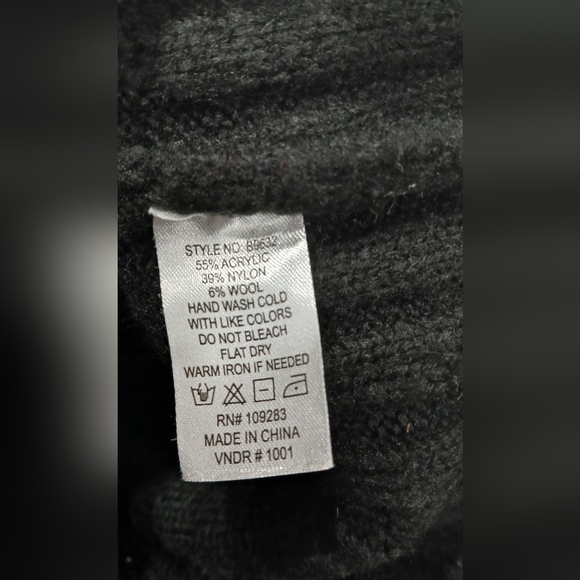 STYLE NO: B9632
55% ACRYLIC
39% NYLON
6% WOOL
HAND WASH COLD
WITH LIKE COLORS
DO NOT BLEACH
FLAT DRY
WARM IRON IF NEEDED
RN# 109283
MADE IN CHINA
VNDR # 1001